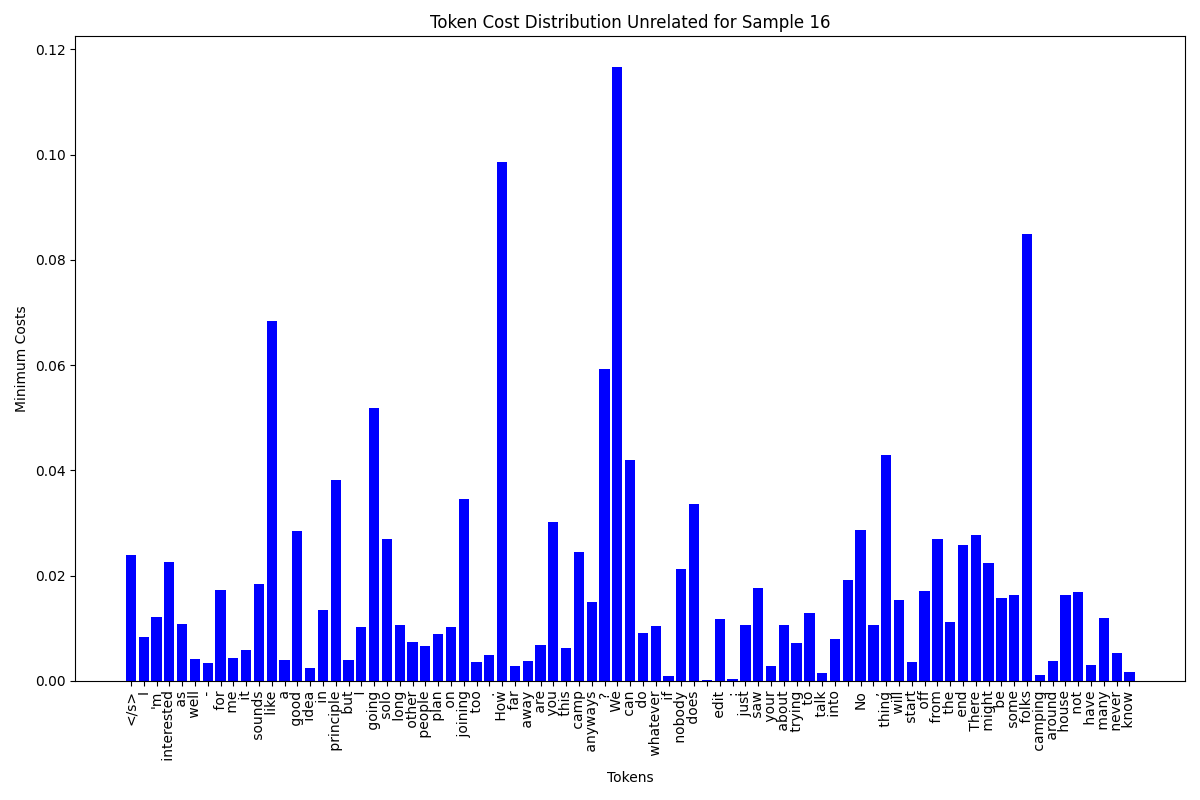 Token Cost Distribution Unrelated for Sample 16
Minimum Costs
0.12
0.10
0.08
0.06
0.04
0.02
0.00
</s>
I
'm
interested
as
well
-
for
me
it
sounds
like
a
good
idea
in
principle
but
I
going
solo
long
other
people
plan
on
joining
too
.
How
far
away
are
you
this
camp
anyways
?
We
can
do
whatever
if
nobody
does
edit
:
just
saw
your
about
trying
to
talk
into
No
,
thing
will
start
off
from
the
end
There
might
be
some
folks
camping
around
house
not
have
many
never
know
Tokens